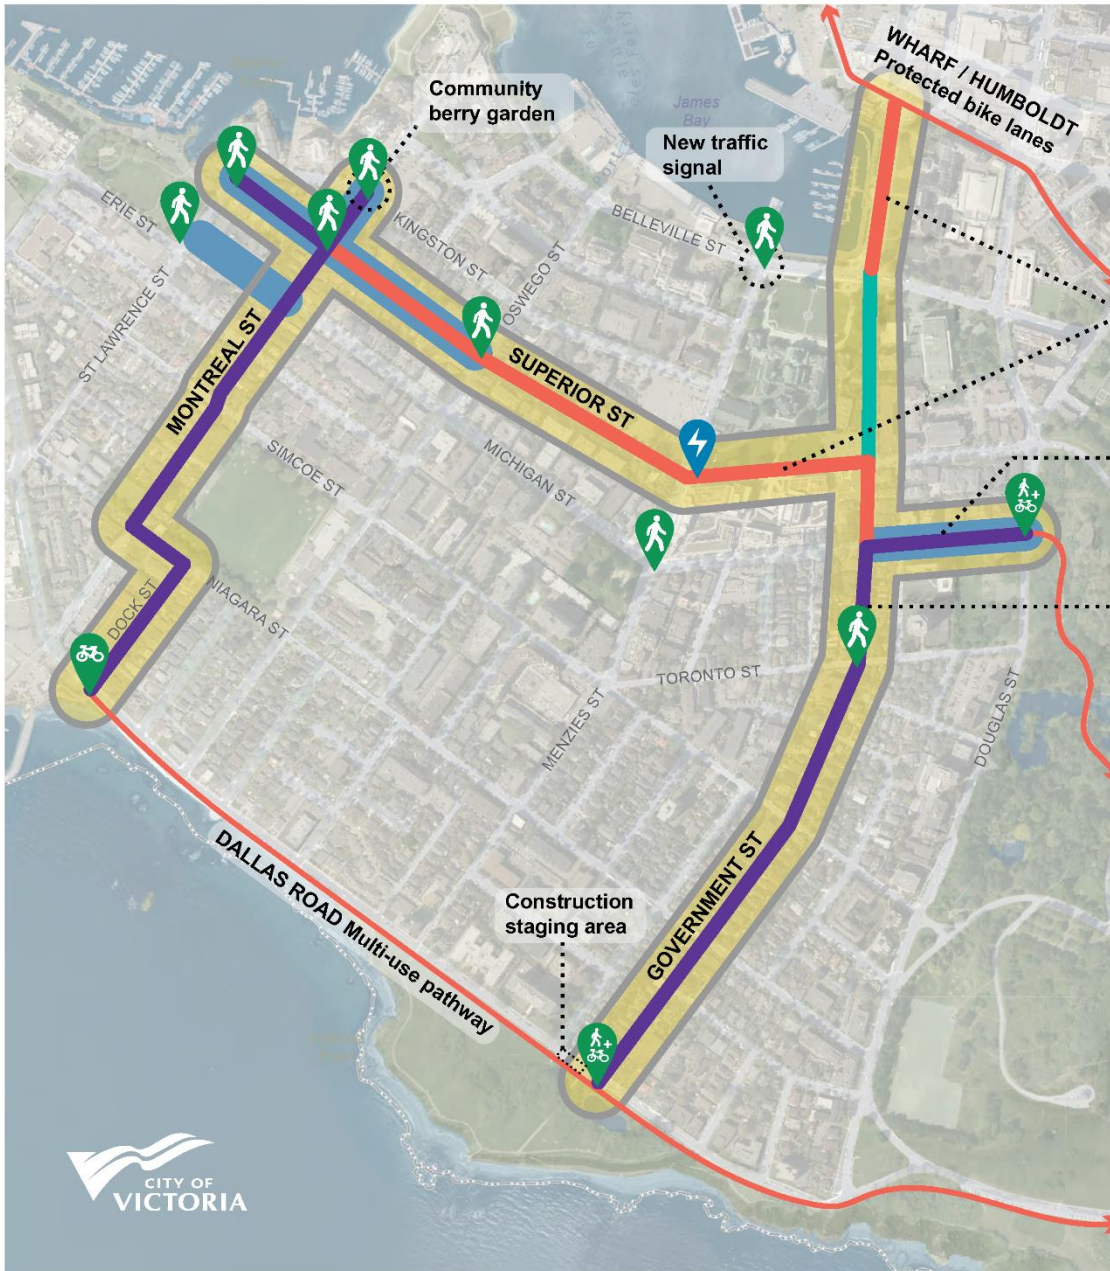 WHARF / HUMBOLDT
Protected bike lanes
Community
berry garden
James
Bay
New traffic
signal
ERIE ST
KINGSTON ST
BELLEVILLE ST
OSWEGO ST
ST LAWRENCE ST
MONTREAL ST
SUPERIOR ST
SIMCOE ST
MICHIGAN ST
DOCK ST
NIAGARA ST
TORONTO ST
MENZIES ST
DOUGLAS ST
DALLAS ROAD Multi-use pathway
GOVERNMENT ST
Construction
staging area
CITY OF
VICTORIA